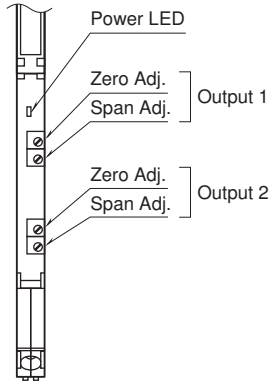 Power LED
Zero Adj.
Span Adj.
Output 1
Zero Adj.
Span Adj.
Output 2